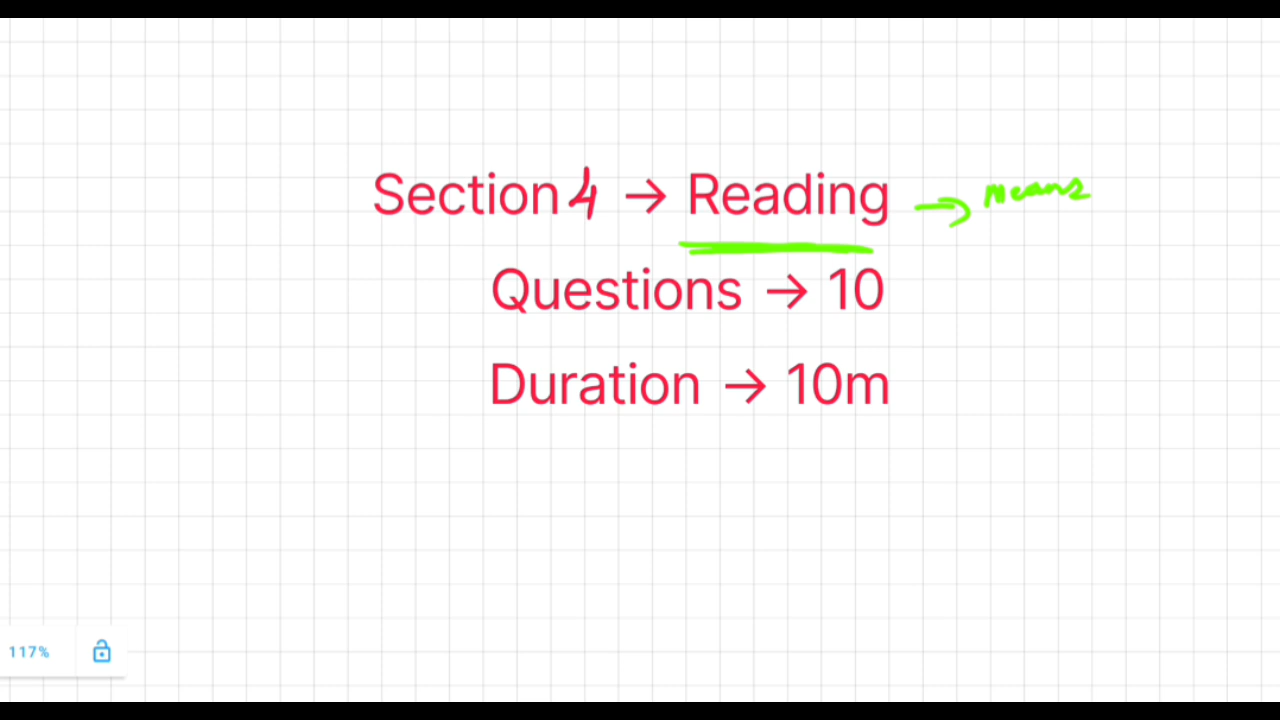 Section 4 → Reading → Means
Questions → 10
Duration → 10m
117%